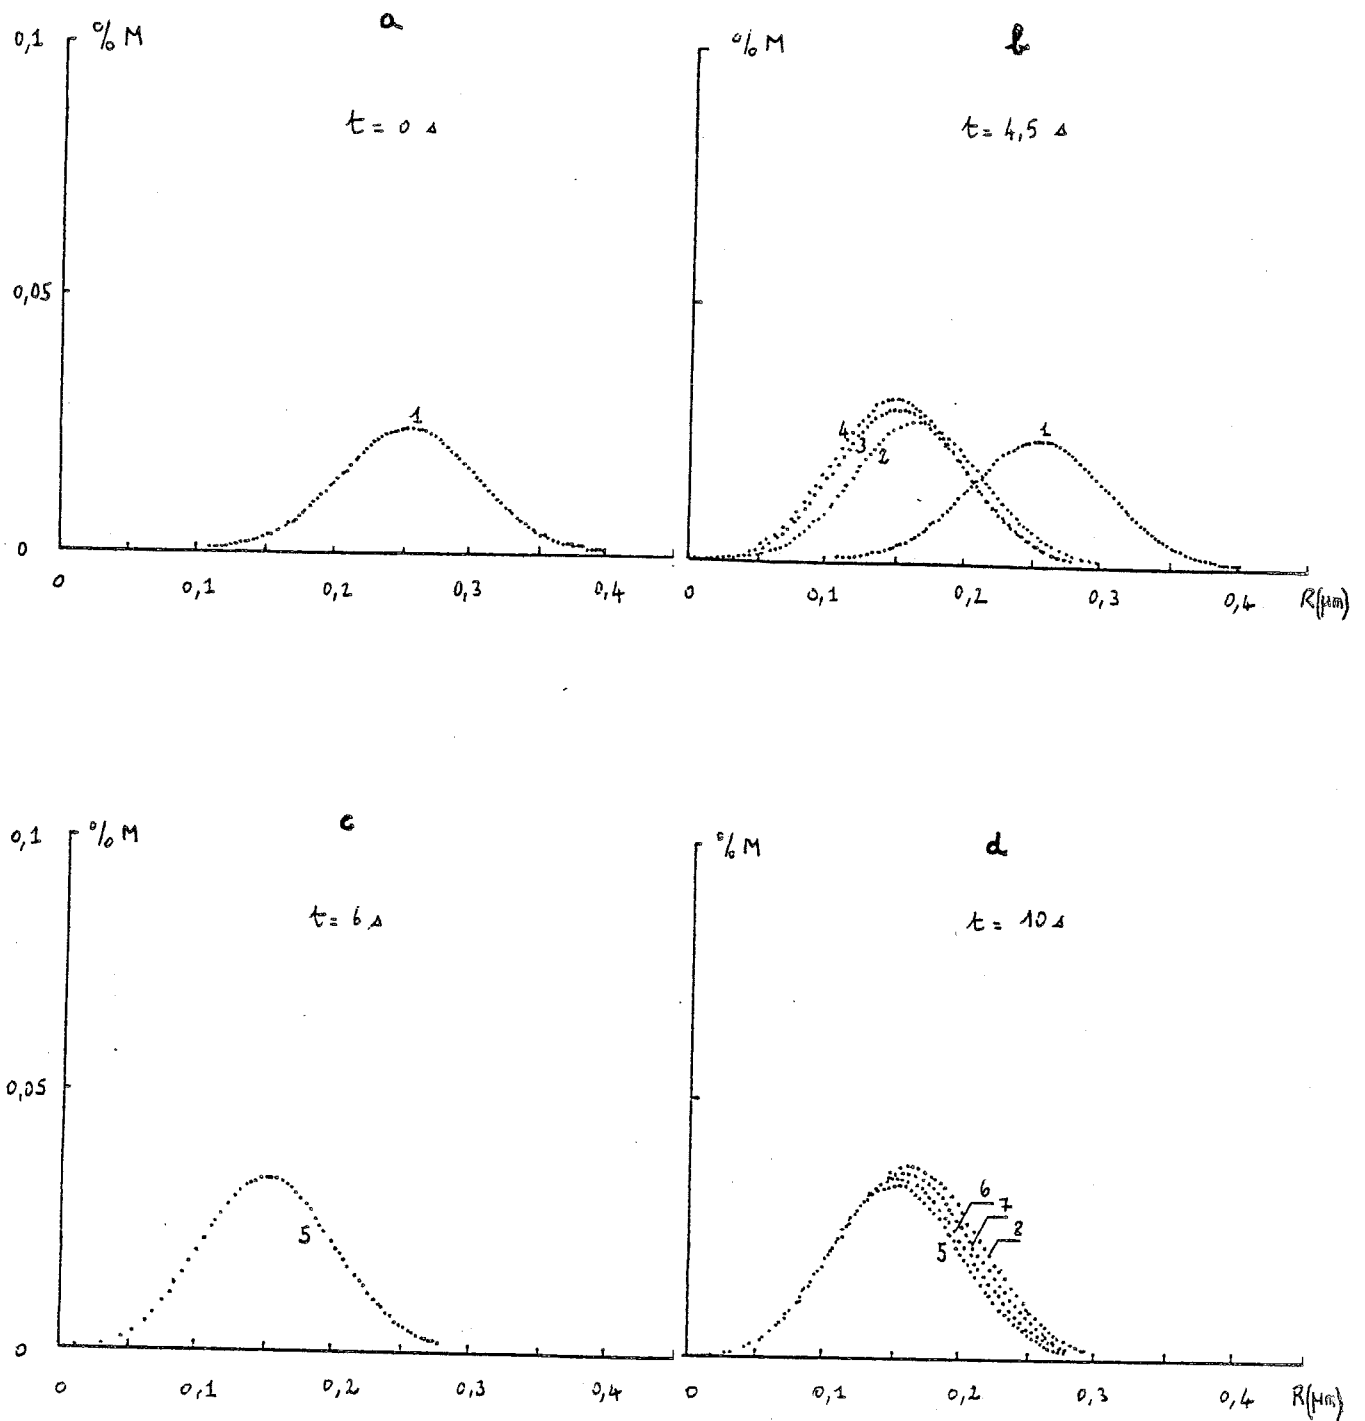 a
0,1 % M
t = 0 s
0,05
1
0
0 0,1 0,2 0,3 0,4
b
% M
t = 4,5 s
4 3 2 1
0 0,1 0,2 0,3 0,4 R(µm)
c
0,1 % M
t = 6 s
0,05
5
0
0 0,1 0,2 0,3 0,4
d
% M
t = 10 s
6
7
8
5
0 0,1 0,2 0,3 0,4 R(µm)